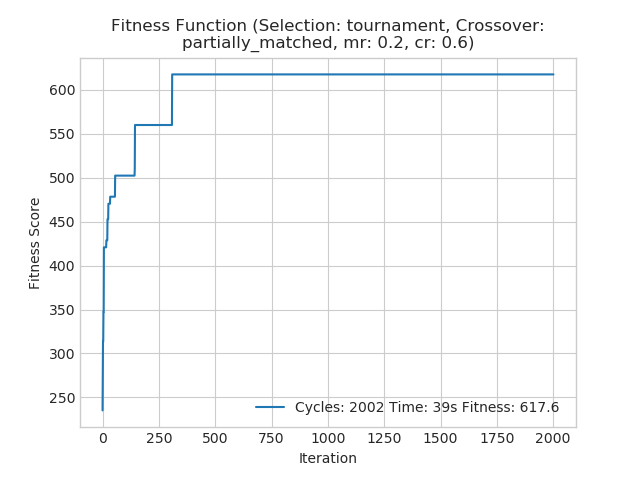 Fitness Function (Selection: tournament, Crossover:
partially_matched, mr: 0.2, cr: 0.6)
600
550
500
450
400
350
300
250
Fitness Score
Cycles: 2002 Time: 39s Fitness: 617.6
0 250 500 750 1000 1250 1500 1750 2000
Iteration